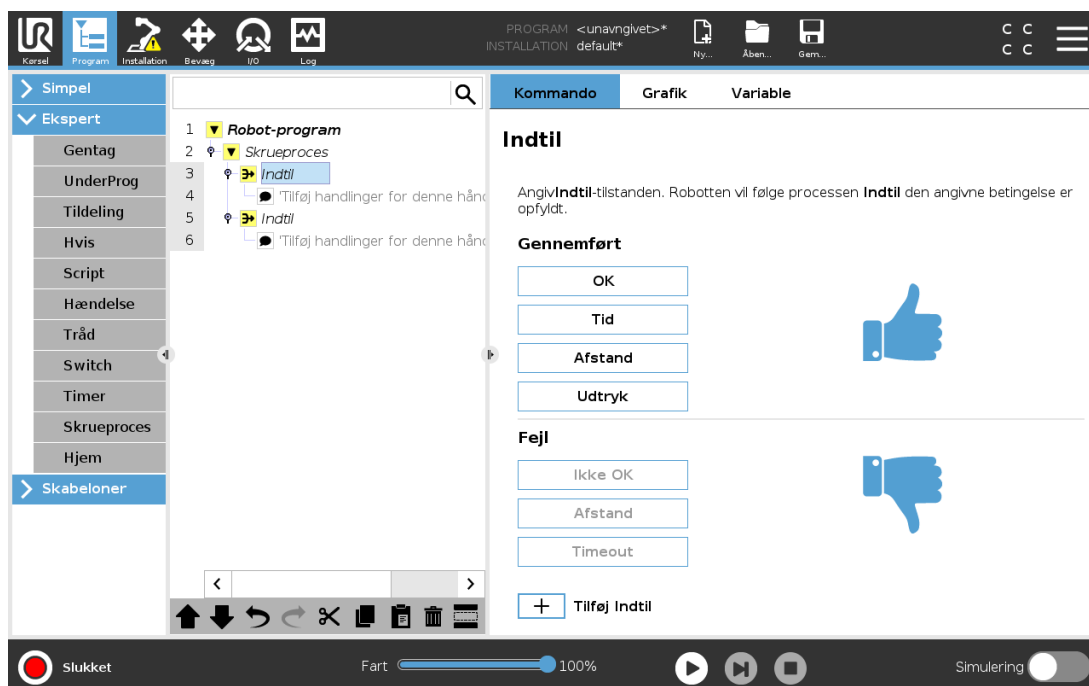 PROGRAM <unavngivet>*
INSTALLATION default*
C C
C C
Kørsel
Program
Installation
Bevæg
I/O
Log
Ny...
Åben...
Gem...
Simpel
Ekspert
Gentag
UnderProg
Tildeling
Hvis
Script
Hændelse
Tråd
Switch
Timer
Skrueproces
Hjem
Skabeloner
1 Robot-program
2 Skrueproces
3 Indtil
4 'Tilføj handlinger for denne hånd
5 Indtil
6 'Tilføj handlinger for denne hånd
Kommando Grafik Variable
Indtil
AngivIndtil-tilstanden. Robotten vil følge processen Indtil den angivne betingelse er
opfyldt.
Gennemført
OK
Tid
Afstand
Udtryk
Fejl
Ikke OK
Afstand
Timeout
Tilføj Indtil
Slukket
Fart
100%
Simulering